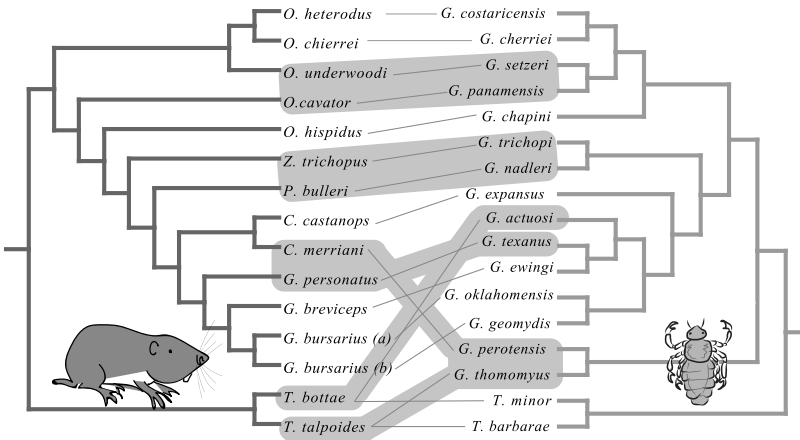 O. heterodus
G. costaricensis
O. chierrei
G. cherriei
O. underwoodi
G. setzeri
O.cavator
G. panamensis
O. hispidus
G. chapini
Z. trichopus
G. trichopi
P. bulleri
G. nadleri
C. castanops
G. expansus
C. merriani
G. actuosi
G. personatus
G. texanus
G. breviceps
G. ewingi
G. bursarius (a)
G. oklahomensis
G. bursarius (b)
G. geomydis
T. bottae
G. perotensis
T. talpoides
G. thomomyus
T. minor
T. barbarae